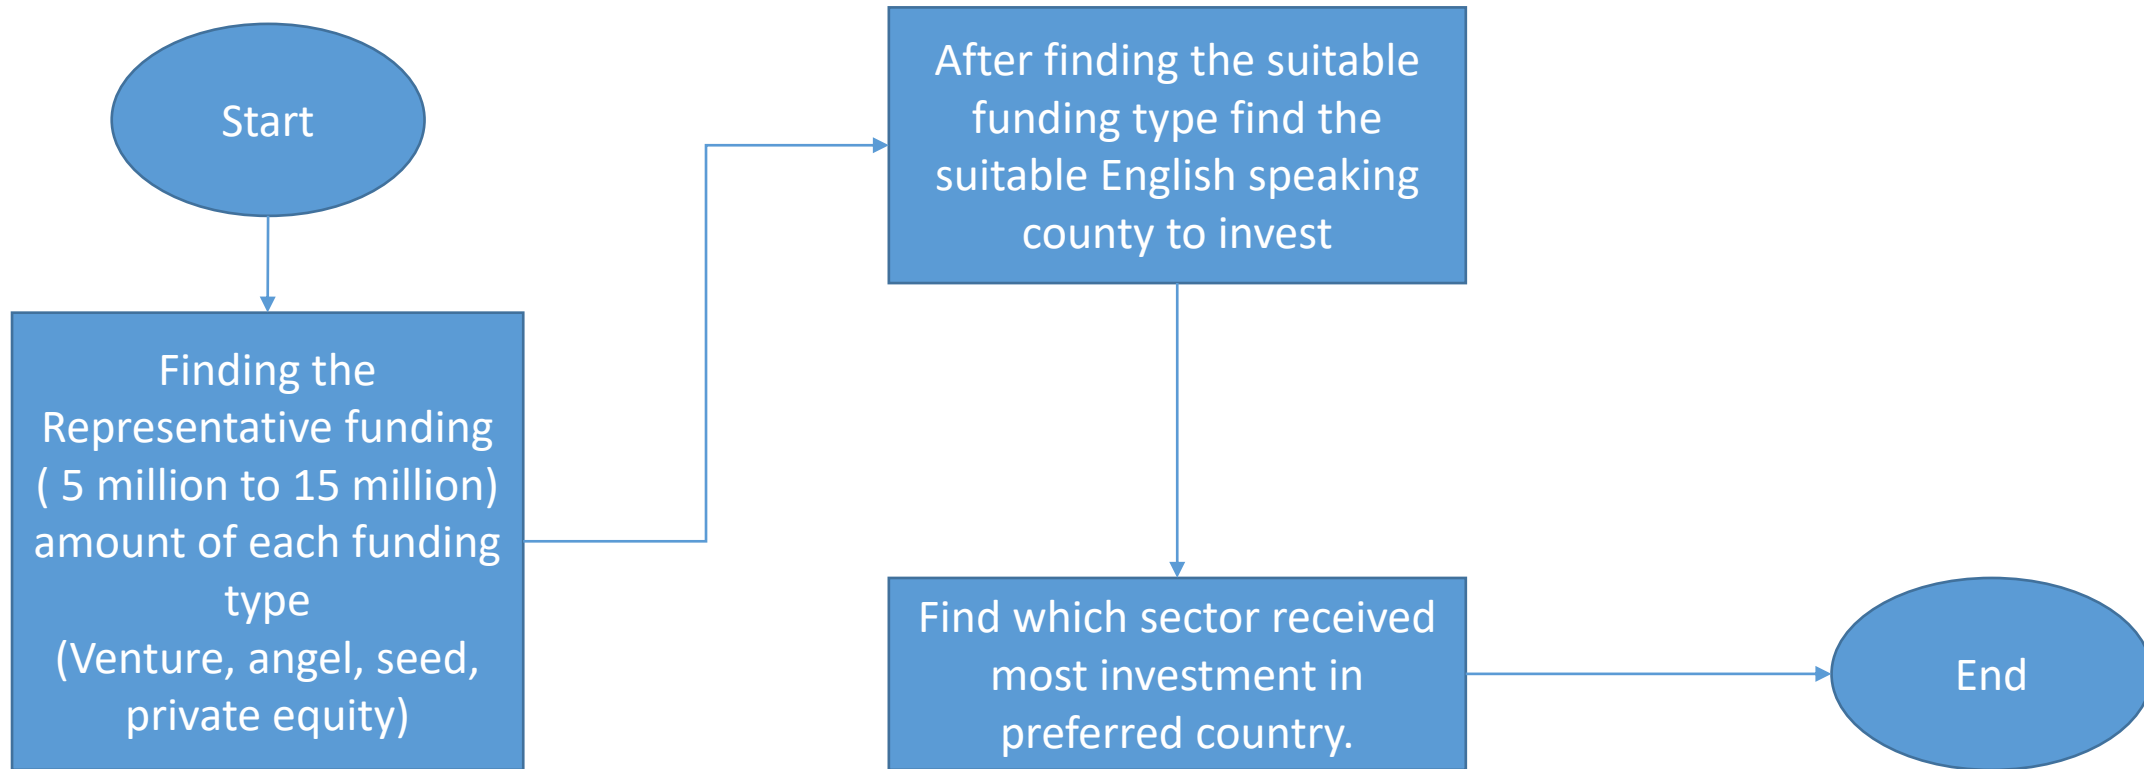 Start
Finding the
Representative funding
( 5 million to 15 million)
amount of each funding
type
(Venture, angel, seed,
private equity)
After finding the suitable
funding type find the
suitable English speaking
county to invest
Find which sector received
most investment in
preferred country.
End